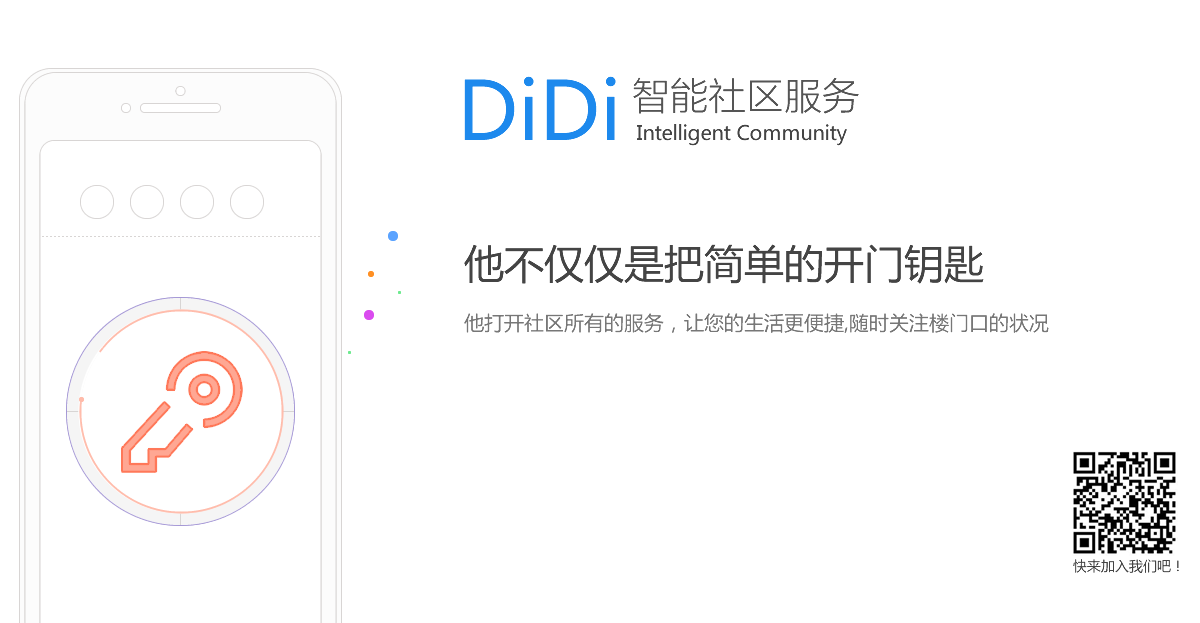 DiDi 智能社区服务
Intelligent Community
他不仅仅是把简单的开门钥匙
他打开社区所有的服务，让您的生活更便捷,随时关注楼门口的状况
快来加入我们吧！